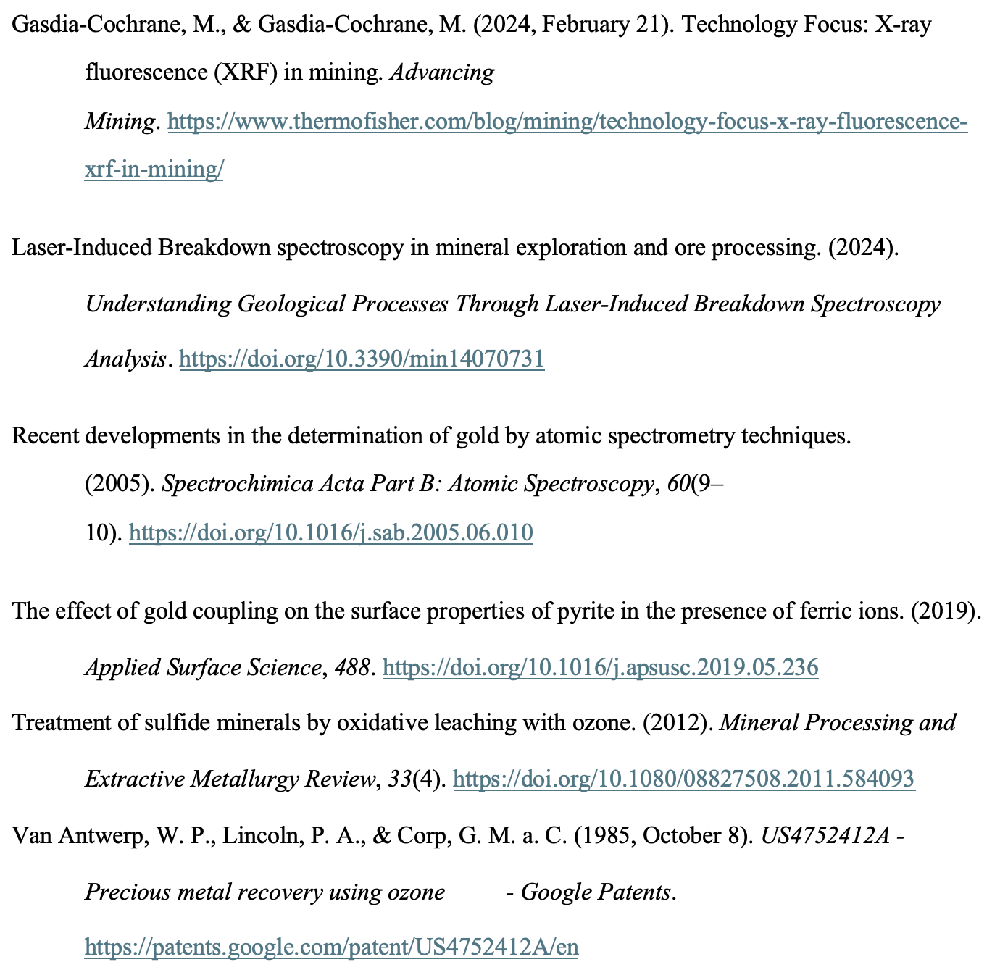 Gasdia-Cochrane, M., & Gasdia-Cochrane, M. (2024, February 21). Technology Focus: X-ray
fluorescence (XRF) in mining. Advancing
Mining. https://www.thermofisher.com/blog/mining/technology-focus-x-ray-fluorescence-
xrf-in-mining/
Laser-Induced Breakdown spectroscopy in mineral exploration and ore processing. (2024).
Understanding Geological Processes Through Laser-Induced Breakdown Spectroscopy
Analysis. https://doi.org/10.3390/min14070731
Recent developments in the determination of gold by atomic spectrometry techniques.
(2005). Spectrochimica Acta Part B: Atomic Spectroscopy, 60(9–
10). https://doi.org/10.1016/j.sab.2005.06.010
The effect of gold coupling on the surface properties of pyrite in the presence of ferric ions. (2019).
Applied Surface Science, 488. https://doi.org/10.1016/j.apsusc.2019.05.236
Treatment of sulfide minerals by oxidative leaching with ozone. (2012). Mineral Processing and
Extractive Metallurgy Review, 33(4). https://doi.org/10.1080/08827508.2011.584093
Van Antwerp, W. P., Lincoln, P. A., & Corp, G. M. a. C. (1985, October 8). US4752412A -
Precious metal recovery using ozone - Google Patents.
https://patents.google.com/patent/US4752412A/en